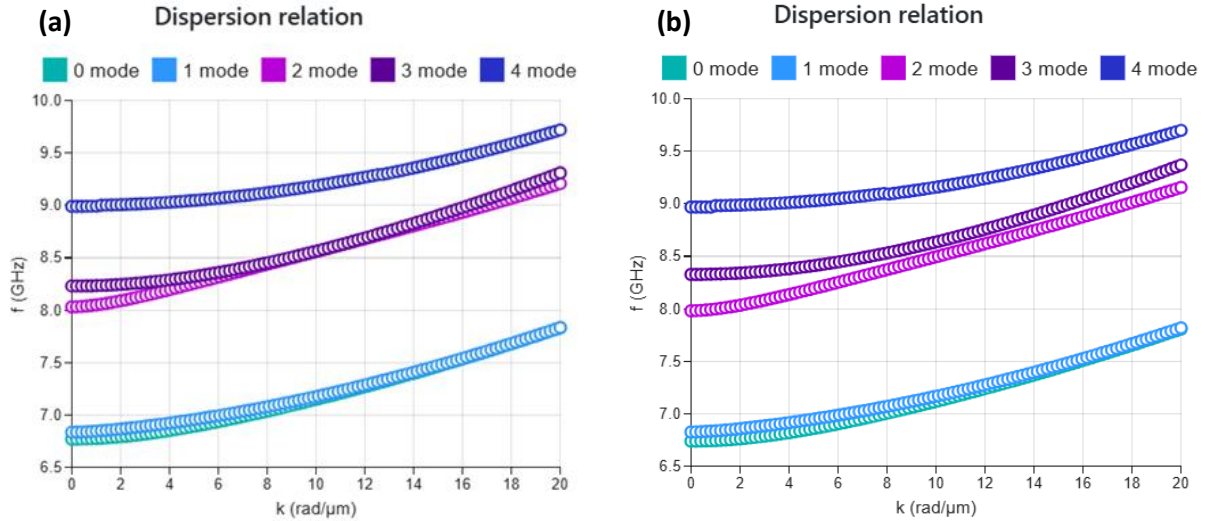 (a)
Dispersion relation
0 mode 1 mode 2 mode 3 mode 4 mode
10.0
9.5
9.0
8.5
8.0
7.5
7.0
6.5
f (GHz)
0 2 4 6 8 10 12 14 16 18 20
k (rad/µm)
(b)
Dispersion relation
0 mode 1 mode 2 mode 3 mode 4 mode
10.0
9.5
9.0
8.5
8.0
7.5
7.0
6.5
f (GHz)
0 2 4 6 8 10 12 14 16 18 20
k (rad/µm)